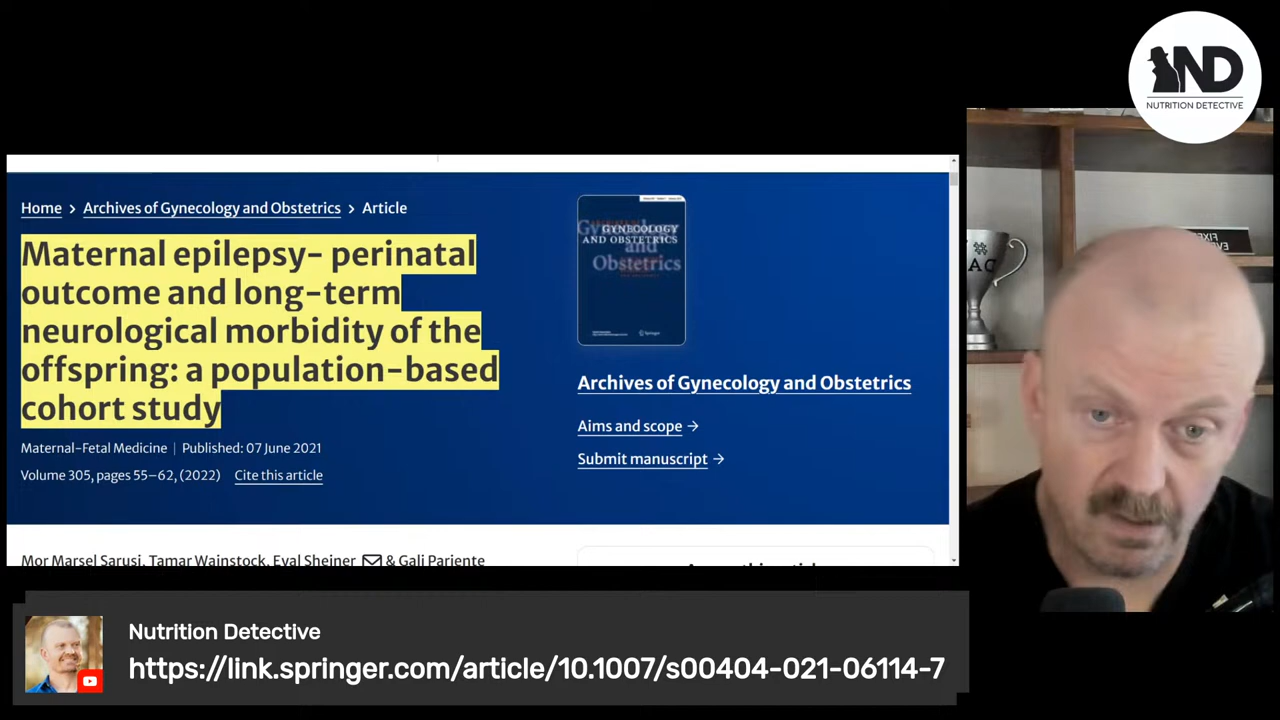 ND
NUTRITION DETECTIVE
Home > Archives of Gynecology and Obstetrics > Article
Maternal epilepsy- perinatal
outcome and long-term
neurological morbidity of the
offspring: a population-based
cohort study
Maternal-Fetal Medicine | Published: 07 June 2021
Volume 305, pages 55–62, (2022) Cite this article
Mor Marsel Sarusi, Tamar Wainstock, Eyal Sheiner & Gali Pariente
GYNECOLOGY
AND OBSTETRICS
and
Obstetrics
Springer
Archives of Gynecology and Obstetrics
Aims and scope →
Submit manuscript →
Nutrition Detective
https://link.springer.com/article/10.1007/s00404-021-06114-7